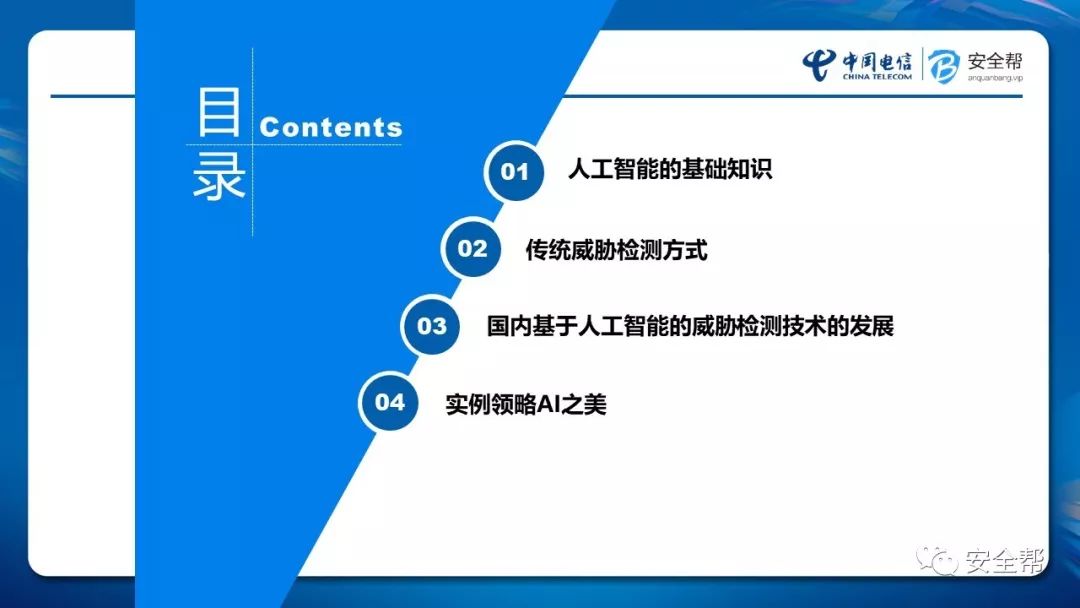 中国电信
CHINA TELECOM
安全帮
anquanbang.vip
目录
Contents
01 人工智能的基础知识
02 传统威胁检测方式
03 国内基于人工智能的威胁检测技术的发展
04 实例领略AI之美
安全帮